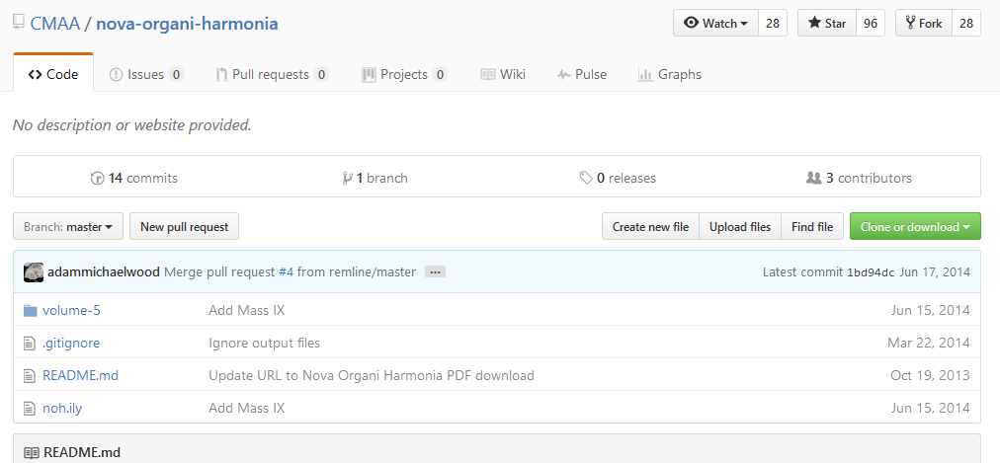 CMAA / nova-organi-harmonia Watch 28 Star 96 Fork 28
Code Issues 0 Pull requests 0 Projects 0 Wiki Pulse Graphs
No description or website provided.
14 commits 1 branch 0 releases 3 contributors
Branch: master New pull request Create new file Upload files Find file Clone or download
adammichaelwood Merge pull request #4 from remline/master ... Latest commit 1bd94dc Jun 17, 2014
volume-5 Add Mass IX Jun 15, 2014
.gitignore Ignore output files Mar 22, 2014
README.md Update URL to Nova Organi Harmonia PDF download Oct 19, 2013
noh.ily Add Mass IX Jun 15, 2014
README.md